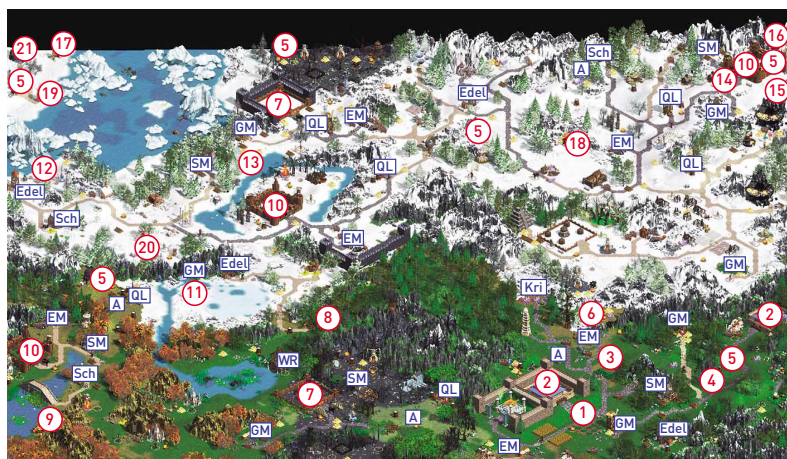 21 17 5 Sch SM 16
A 10 5
5 19 7 Edel QL 14 15
GM QL EM 5 GM
SM 13 EM 18
12 QL QL
Edel
Sch 10
20 EM
5 GM Edel GM
A QL 11 Kri
EM 8 6 GM 2
10 SM EM
WR A 3 5
Sch 7 SM QL 2 SM 4
9 A 1
GM GM Edel
EM